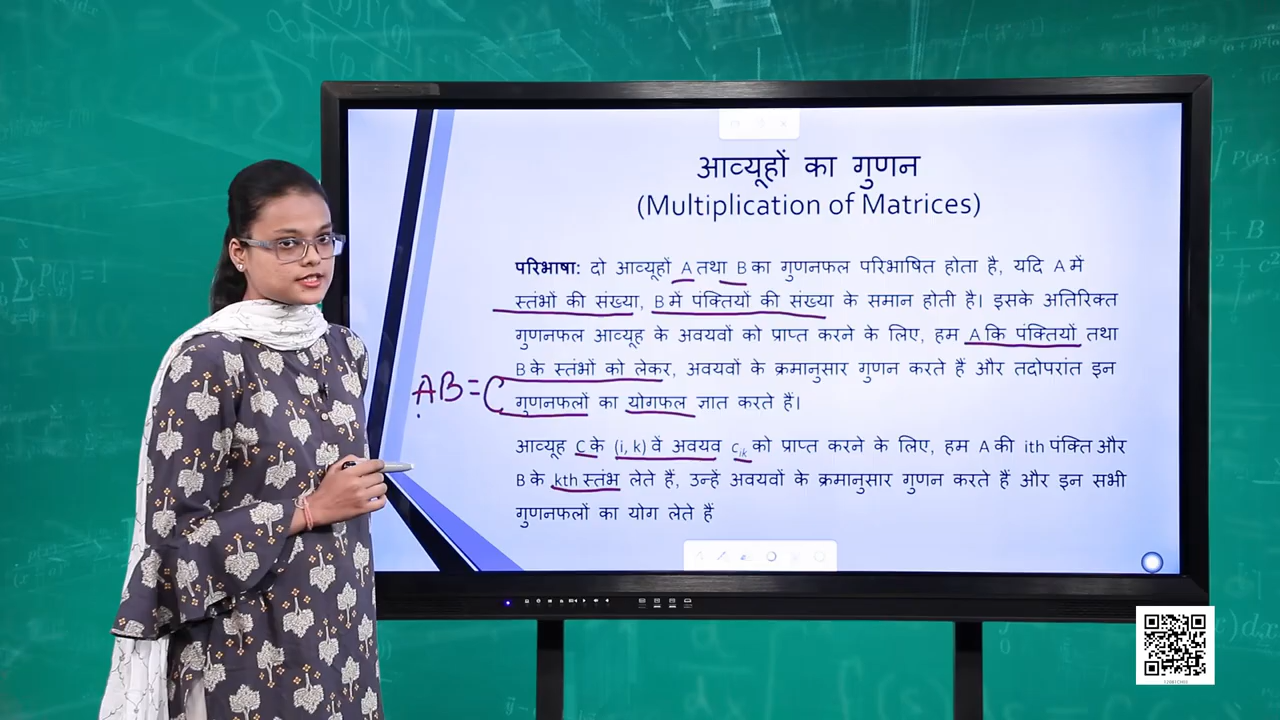 आव्यूहों का गुणन
(Multiplication of Matrices)
परिभाषा: दो आव्यूहों A तथा B का गुणनफल परिभाषित होता है, यदि A में
स्तंभों की संख्या, B में पंक्तियों की संख्या के समान होती है। इसके अतिरिक्त
गुणनफल आव्यूह के अवयवों को प्राप्त करने के लिए, हम A कि पंक्तियों तथा
B के स्तंभों को लेकर, अवयवों के क्रमानुसार गुणन करते हैं और तदोपरांत इन
AB=C
गुणनफलों का योगफल ज्ञात करते हैं।
आव्यूह C के (i, k) वें अवयव cik को प्राप्त करने के लिए, हम A की ith पंक्ति और
B के kth स्तंभ लेते हैं, उन्हें अवयवों के क्रमानुसार गुणन करते हैं और इन सभी
गुणनफलों का योग लेते हैं